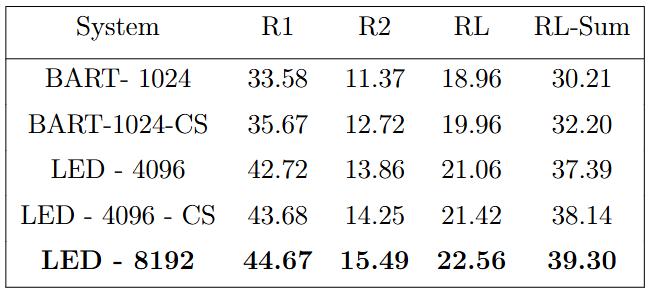 System R1 R2 RL RL-Sum
BART- 1024 33.58 11.37 18.96 30.21
BART-1024-CS 35.67 12.72 19.96 32.20
LED - 4096 42.72 13.86 21.06 37.39
LED - 4096 - CS 43.68 14.25 21.42 38.14
LED - 8192 44.67 15.49 22.56 39.30